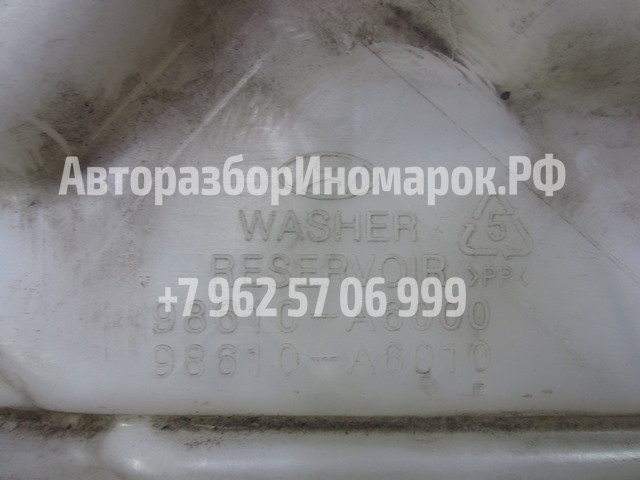 АвторазборИномарок.РФ
WASHER
5
RESERVOIR >PP<
+7 962 57 06 999
98610-A6000
98610-A6010